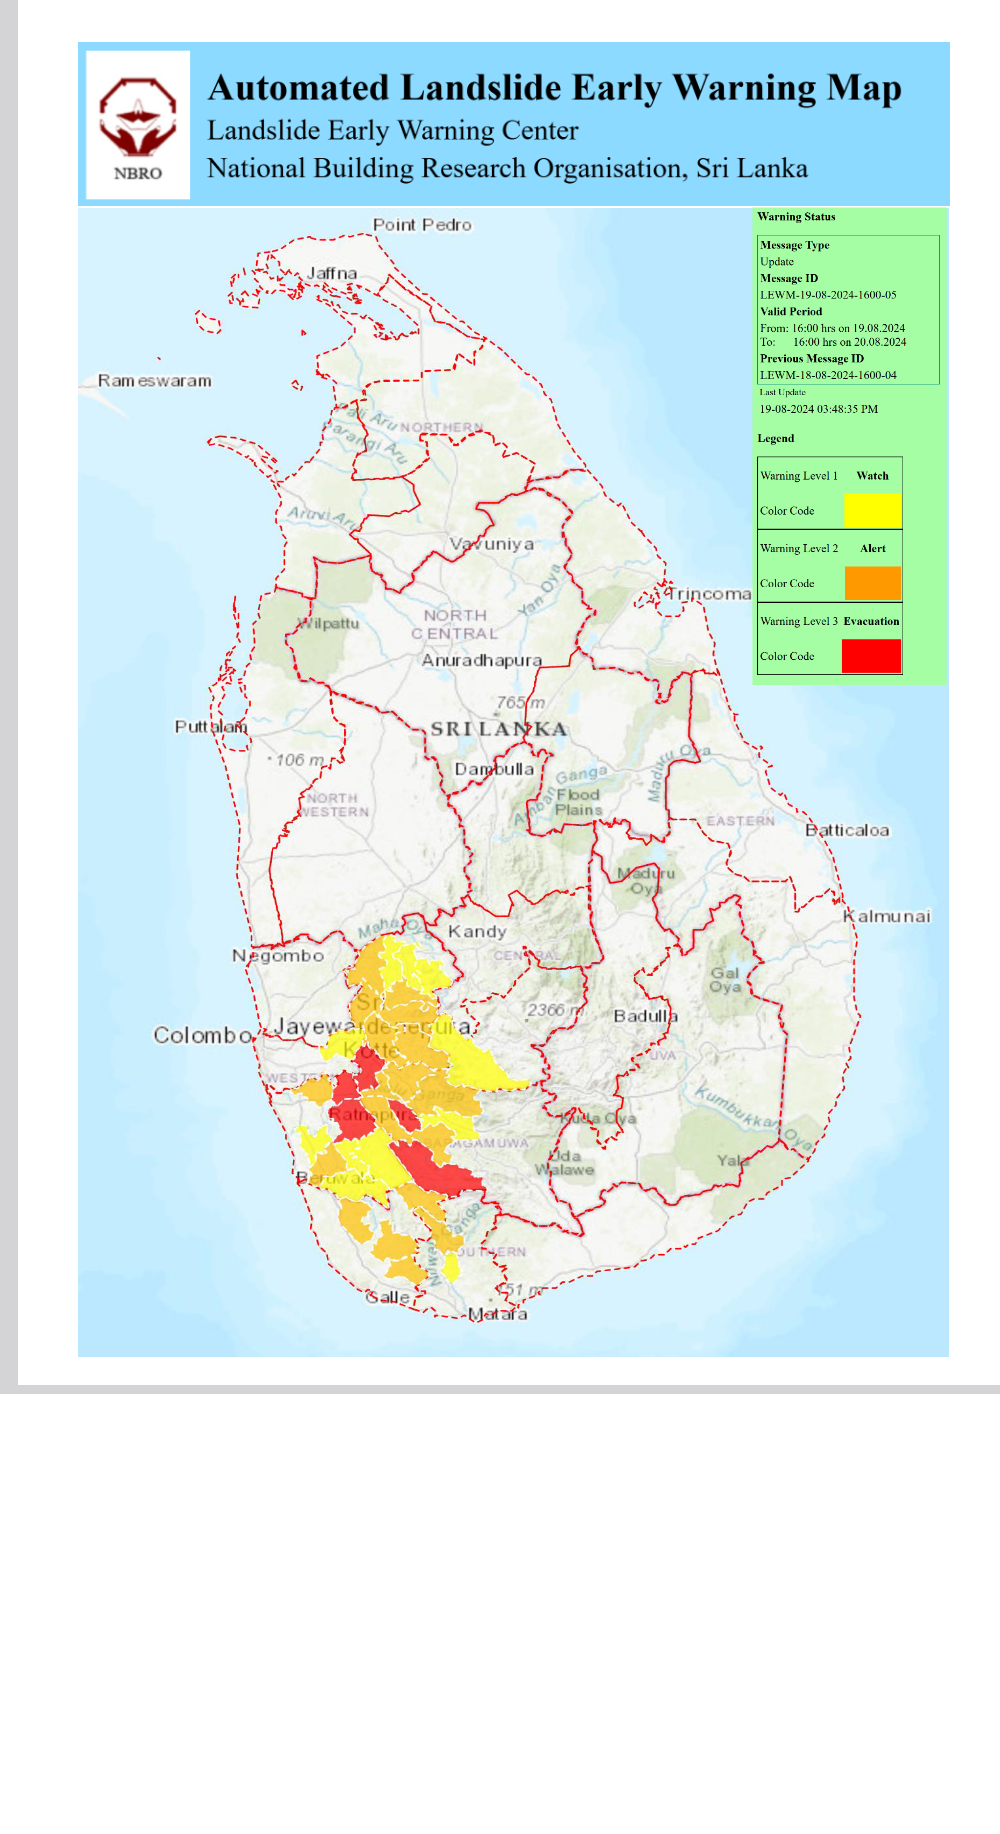 NBRO
Automated Landslide Early Warning Map
Landslide Early Warning Center
National Building Research Organisation, Sri Lanka
Warning Status
Message Type
Update
Message ID
LEWM-19-08-2024-1600-05
Valid Period
From: 16:00 hrs on 19.08.2024
To: 16:00 hrs on 20.08.2024
Previous Message ID
LEWM-18-08-2024-1600-04
Last Update
19-08-2024 03:48:35 PM
Legend
Warning Level 1 Watch
Color Code
Warning Level 2 Alert
Color Code
Warning Level 3 Evacuation
Color Code
Point Pedro
Jaffna
Rameswaram
Pali Aru
NORTHERN
Parangi Aru
Aruvi Aru
Vavuniya
Yan Oya
Trincoma
Wilpattu
NORTH
CENTRAL
Anuradhapura
765 m
Puttalam
SRI LANKA
106 m
Dambulla
Maduru Oya
Amban Ganga
NORTH
WESTERN
Flood
Plains
EASTERN
Batticaloa
Maduru
Oya
Kalmunai
Maha Oya
Kandy
Negombo
CENTRAL
Gal
Oya
Sri
2366 m
Badulla
Colombo
Jayewardenepura
Kotte
UVA
WESTERN
Ganga
Ratnapura
Kuda Oya
Kumbukkan Oya
SABARAGAMUWA
Uda
Walawe
Yala
Beruwala
Ganga
SOUTHERN
Galle
151 m
Matara